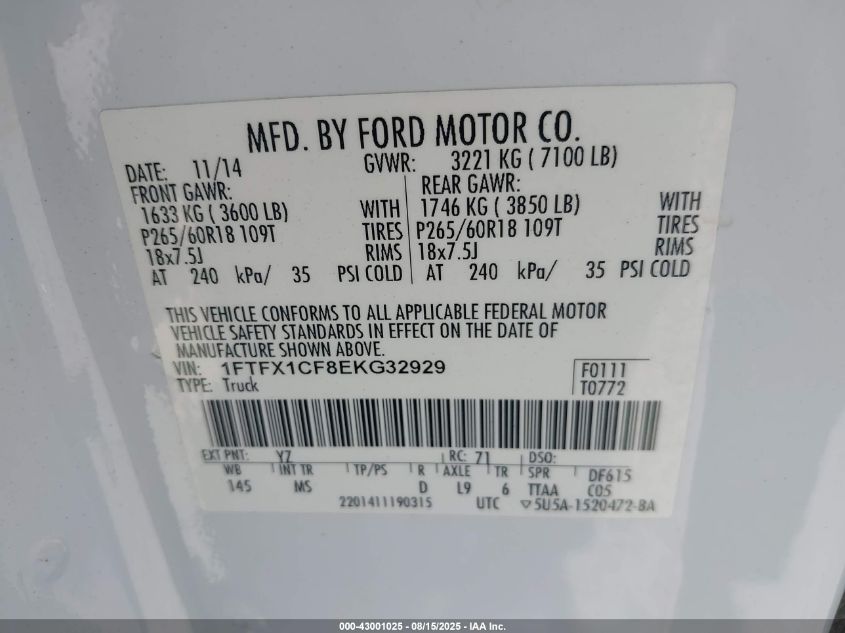 MFD. BY FORD MOTOR CO.
DATE: 11/14 GVWR: 3221 KG ( 7100 LB)
FRONT GAWR: REAR GAWR:
1633 KG ( 3600 LB) WITH 1746 KG ( 3850 LB) WITH
P265/60R18 109T TIRES P265/60R18 109T TIRES
18x7.5J RIMS 18x7.5J RIMS
AT 240 kPa/ 35 PSI COLD AT 240 kPa/ 35 PSI COLD
THIS VEHICLE CONFORMS TO ALL APPLICABLE FEDERAL MOTOR
VEHICLE SAFETY STANDARDS IN EFFECT ON THE DATE OF
MANUFACTURE SHOWN ABOVE.
VIN: 1FTFX1CF8EKG32929 F0111
TYPE: Truck T0772
EXT PNT: YZ RC: 71 DSO:
WB INT TR TP/PS R AXLE TR SPR DF615
145 MS D L9 6 TTAA C05
2201411190315 UTC ▽5U5A-1520472-BA
000-43001025 - 08/15/2025 - IAA Inc.